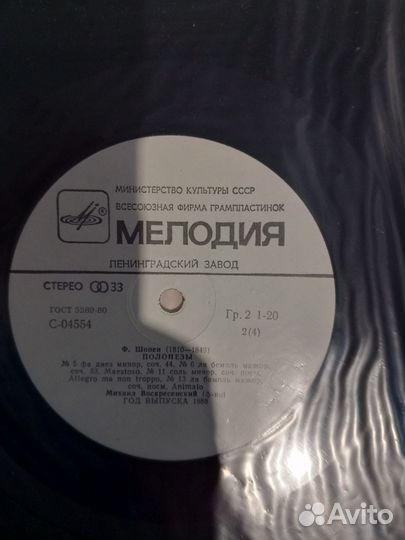 МИНИСТЕРСТВО КУЛЬТУРЫ СССР
ВСЕСОЮЗНАЯ ФИРМА ГРАМПЛАСТИНОК
®
МЕЛОДИЯ
ЛЕНИНГРАДСКИЙ ЗАВОД
СТЕРЕО 33
ГОСТ 5289-80
Гр. 2 1-20
С-04554
2(4)
Ф. Шопен (1810—1849)
ПОЛОНЕЗЫ
№ 5 фа диез минор, соч. 44, № 6 ля бемоль мажор,
соч. 53, Maestoso, № 11 соль минор, соч. посм.
Allegro ma non troppo, № 13 ля бемоль мажор,
соч. посм. Animato
Михаил Воскресенский (ф-но)
ГОД ВЫПУСКА 1988
Avito